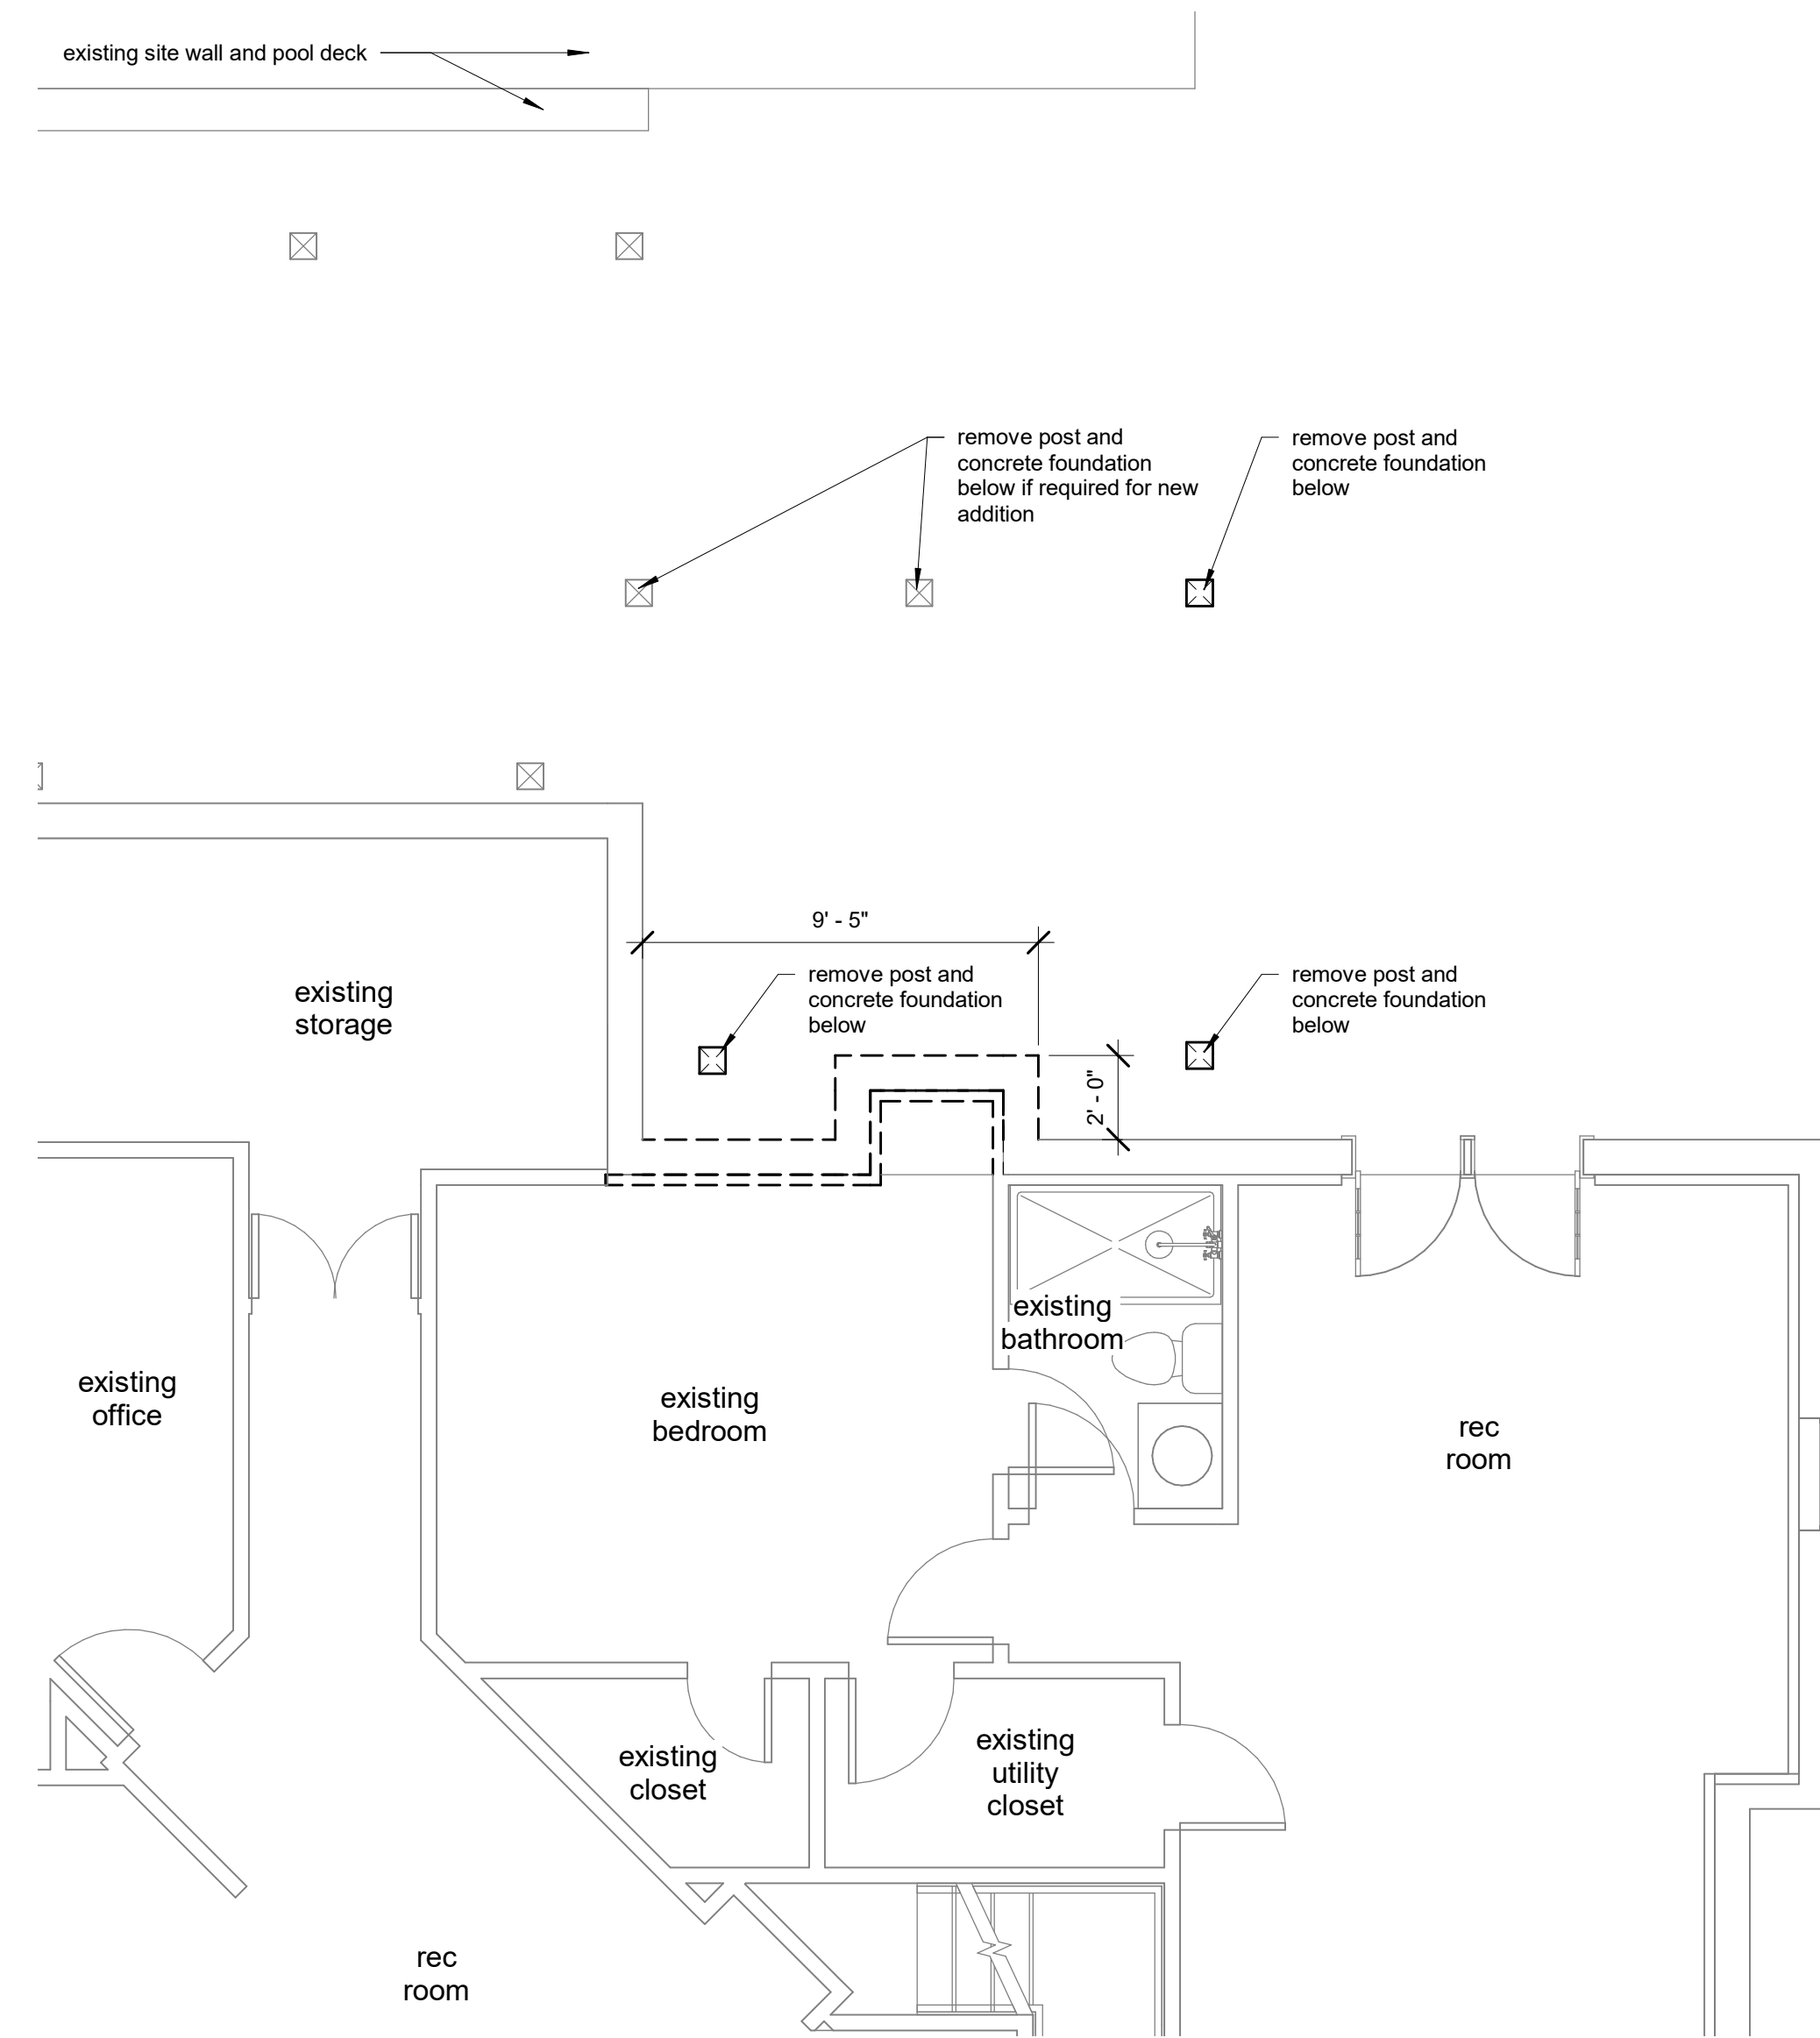 existing site wall and pool deck
remove post and
concrete foundation
below if required for new
addition
remove post and
concrete foundation
below
9' - 5"
remove post and
concrete foundation
below
remove post and
concrete foundation
below
2' - 0"
existing
storage
existing
bathroom
existing
office
existing
bedroom
rec
room
existing
closet
existing
utility
closet
rec
room